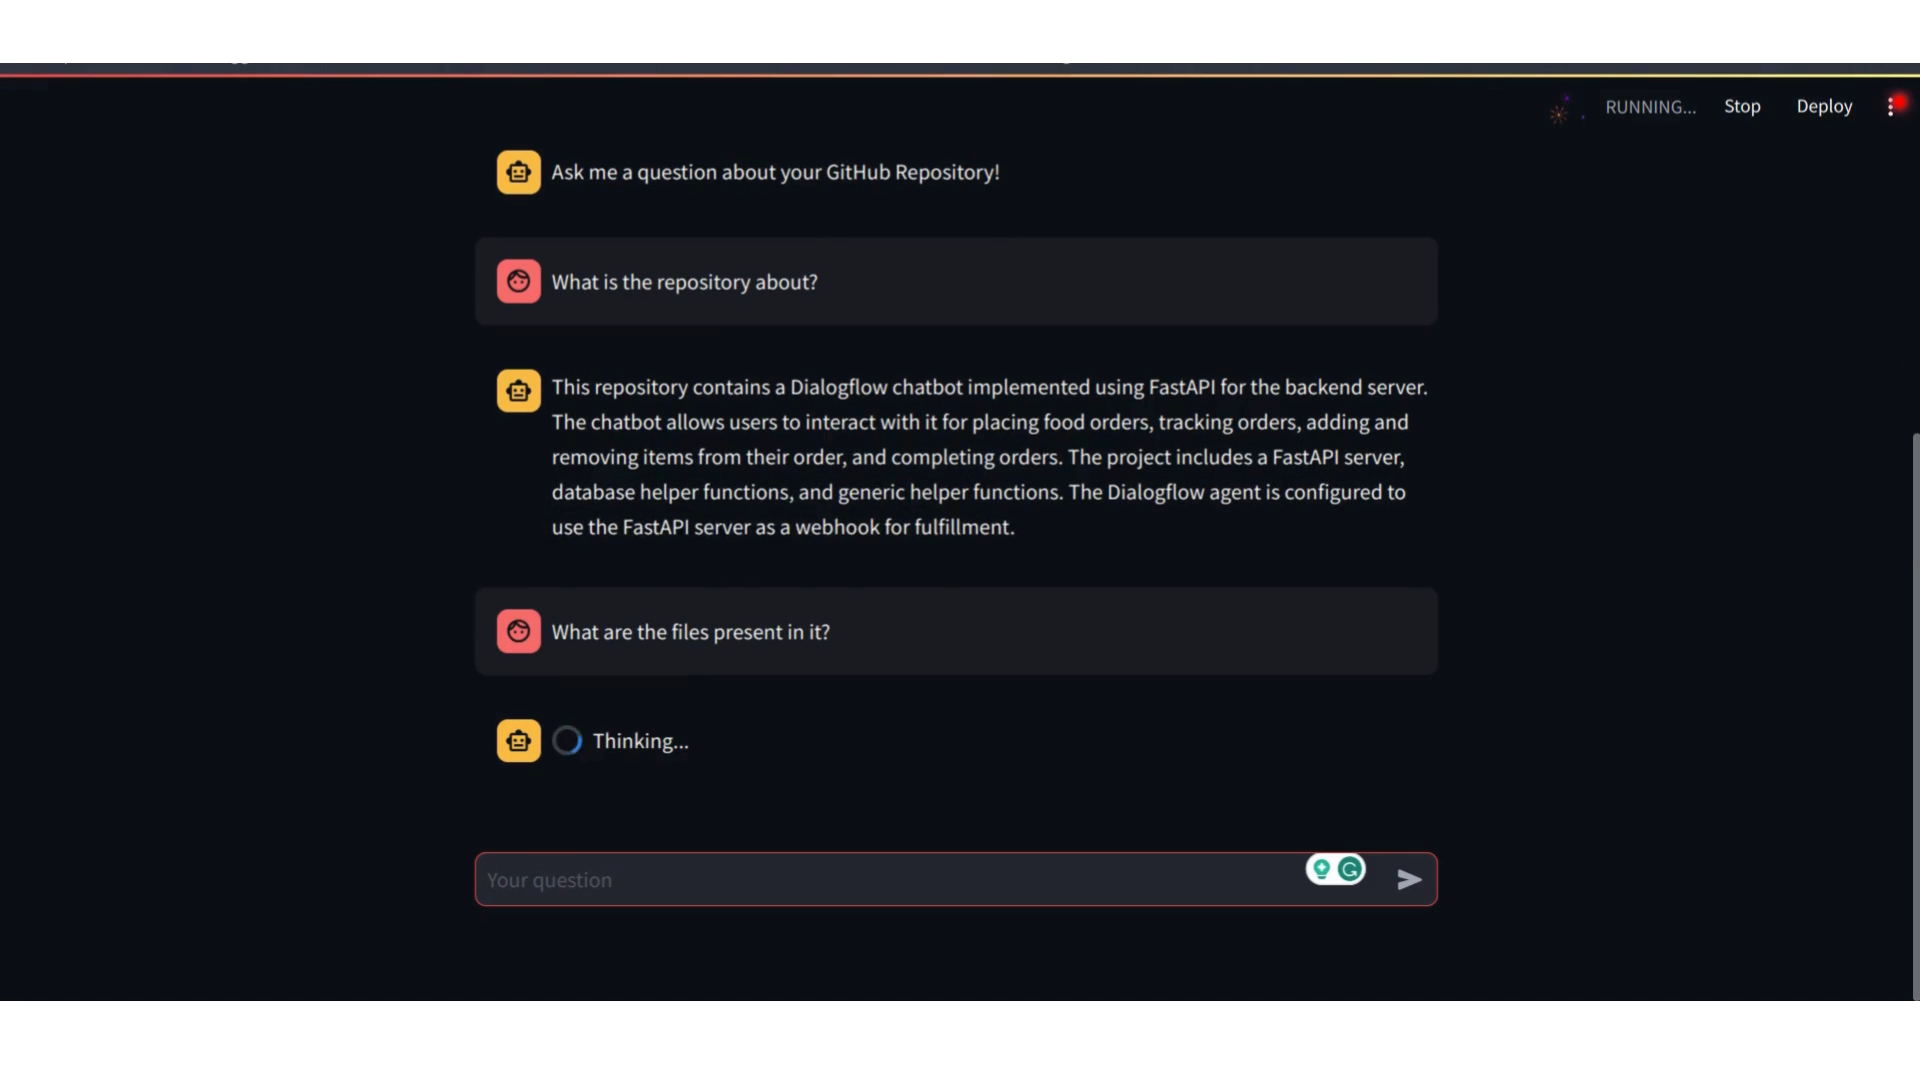 RUNNING...
Stop
Deploy
Ask me a question about your GitHub Repository!
What is the repository about?
This repository contains a Dialogflow chatbot implemented using FastAPI for the backend server.
The chatbot allows users to interact with it for placing food orders, tracking orders, adding and
removing items from their order, and completing orders. The project includes a FastAPI server,
database helper functions, and generic helper functions. The Dialogflow agent is configured to
use the FastAPI server as a webhook for fulfillment.
What are the files present in it?
Thinking...
Your question